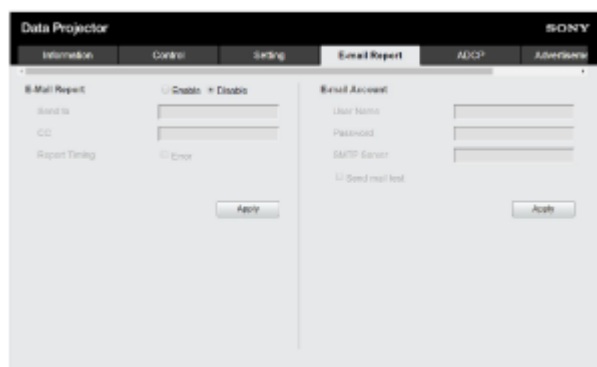 Data Projector
SONY
Information Control Setting E-mail Report ADCP Advertiseme
E-Mail Report Enable Disable
Send to
CC
Report Timing Error
Apply
E-mail Account
User Name
Password
SMTP Server
Send mail test
Apply